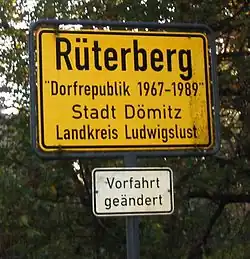 Rüterberg
"Dorfrepublik 1967-1989"
Stadt Dömitz
Landkreis Ludwigslust
Vorfahrt
geändert